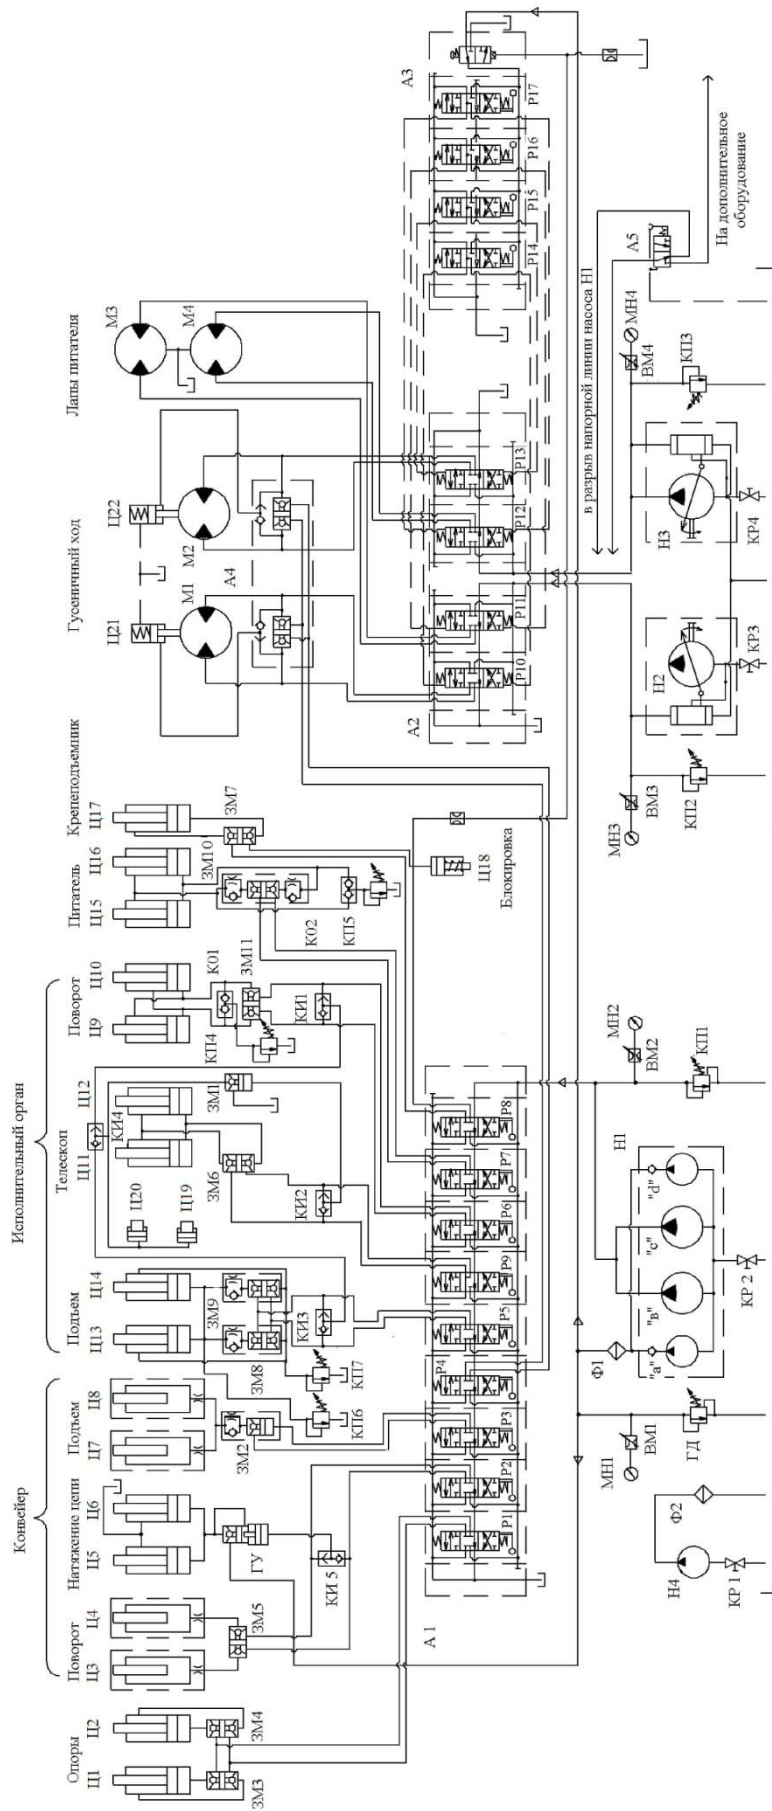 Опоры
Конвейер
Поворот
Натяжение цепи
Подъем
Исполнительный орган
Подъем
Телескоп
Поворот
Питатель
Крепеподъемник
Гусеничный ход
Лапы питателя
Ц1
Ц2
Ц3
Ц4
Ц5
Ц6
Ц7
Ц8
Ц13
Ц14
Ц20
Ц19
Ц11
Ц12
КИ4
Ц9
Ц10
Ц15
Ц16
Ц17
Ц21
Ц22
М1
М2
М3
М4
А4
ЗМ3
ЗМ4
ЗМ5
ГУ
КИ 5
ЗМ2
ЗМ8
ЗМ9
КП6
КП7
КИ3
ЗМ6
ЗМ1
КИ2
КП4
КО1
ЗМ11
КИ1
ЗМ10
КО2
КП5
ЗМ7
Ц18
Блокировка
А 1
Р1
Р2
Р3
Р4
Р5
Р9
Р6
Р7
Р8
А2
Р10
Р11
Р12
Р13
А3
Р14
Р15
Р16
Р17
Н4
КР 1
Ф2
МН1
ВМ1
ГД
Ф1
"а"
"в"
"с"
"d"
Н1
КР 2
МН2
ВМ2
КП1
МН3
ВМ3
КП2
Н2
КР3
Н3
КР4
МН4
ВМ4
КП3
в разрыв напорной линии насоса Н1
А5
На дополнительное
оборудование